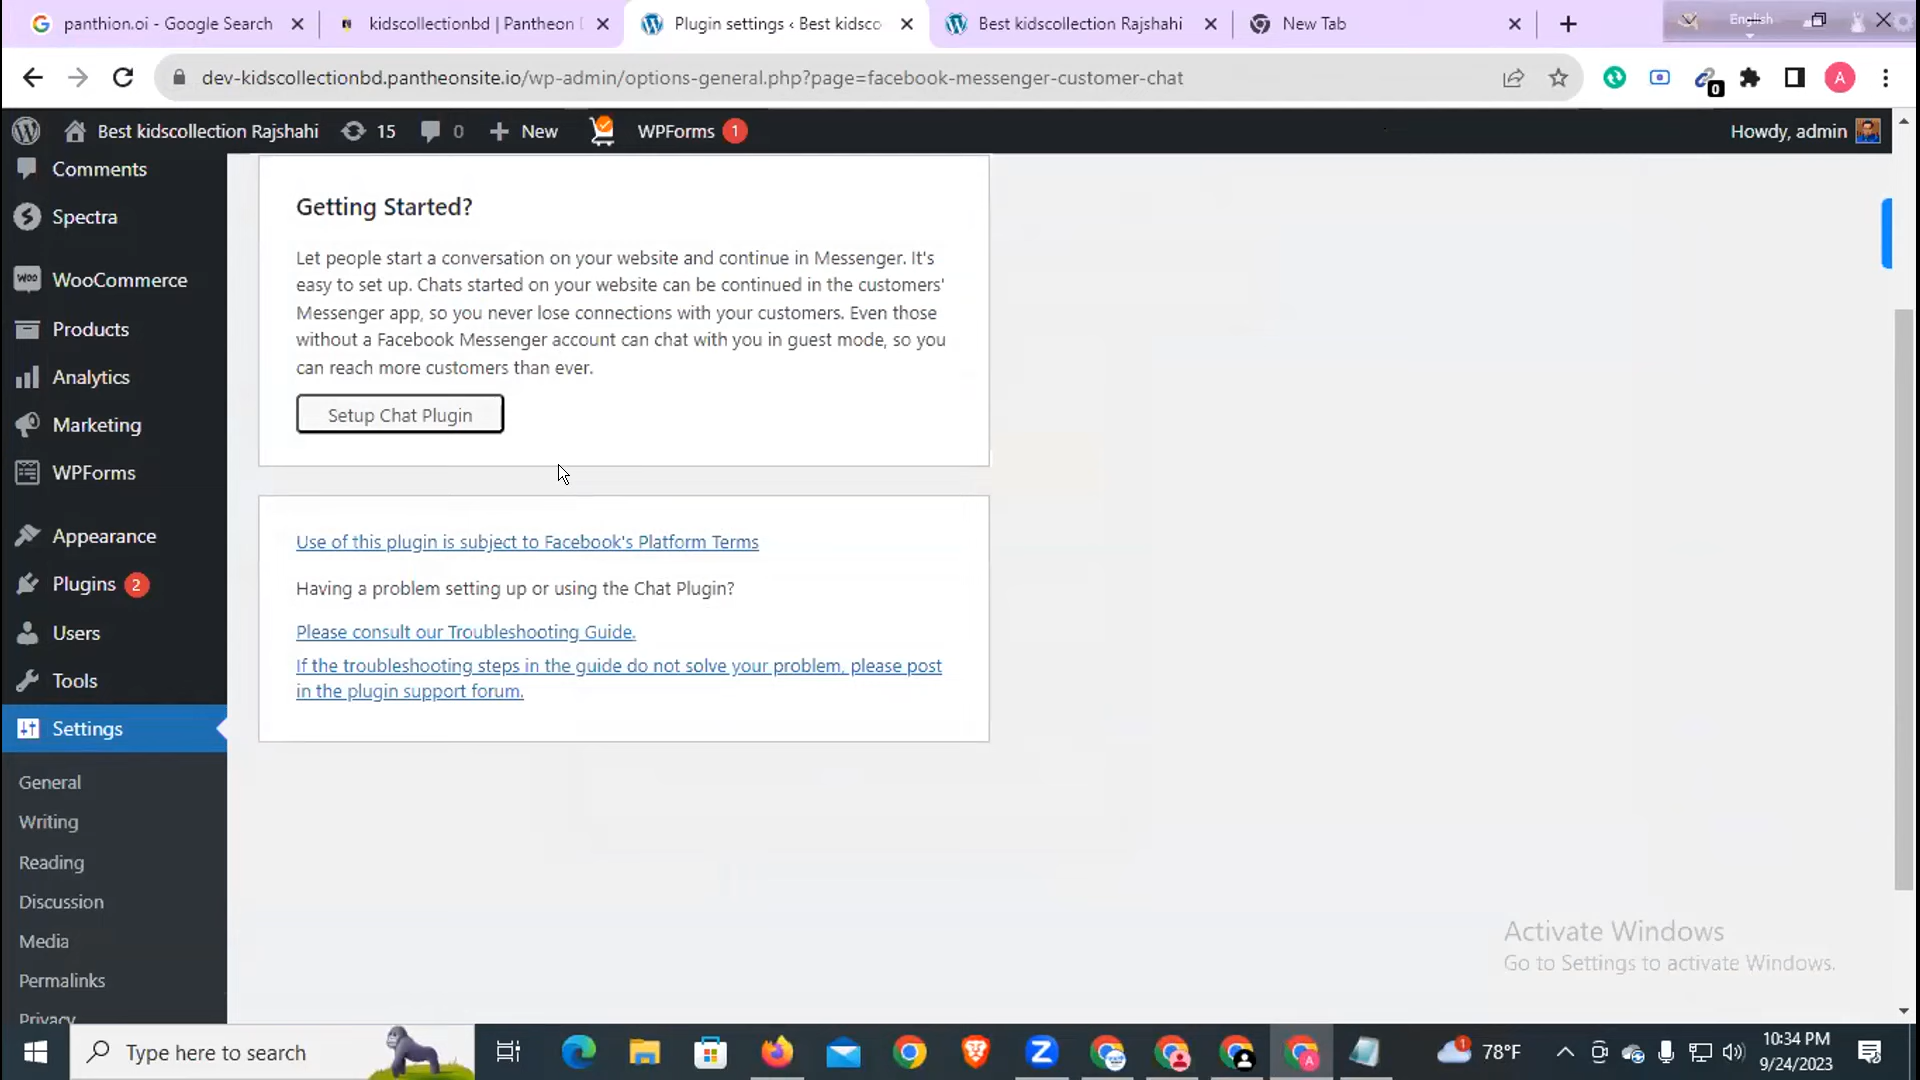 panthion.oi - Google Search
kidscollectionbd | Pantheon
Plugin settings ‹ Best kidsco
Best kidscollection Rajshahi
New Tab
English
dev-kidscollectionbd.pantheonsite.io/wp-admin/options-general.php?page=facebook-messenger-customer-chat
0
A
Best kidscollection Rajshahi
15
0
New
WPForms
1
Howdy, admin
Comments
Spectra
WooCommerce
Products
Analytics
Marketing
WPForms
Appearance
Plugins 2
Users
Tools
Settings
General
Writing
Reading
Discussion
Media
Permalinks
Privacy
Getting Started?
Let people start a conversation on your website and continue in Messenger. It's
easy to set up. Chats started on your website can be continued in the customers'
Messenger app, so you never lose connections with your customers. Even those
without a Facebook Messenger account can chat with you in guest mode, so you
can reach more customers than ever.
Setup Chat Plugin
Use of this plugin is subject to Facebook's Platform Terms
Having a problem setting up or using the Chat Plugin?
Please consult our Troubleshooting Guide.
If the troubleshooting steps in the guide do not solve your problem, please post
in the plugin support forum.
Activate Windows
Go to Settings to activate Windows.
Type here to search
1
78°F
10:34 PM
9/24/2023